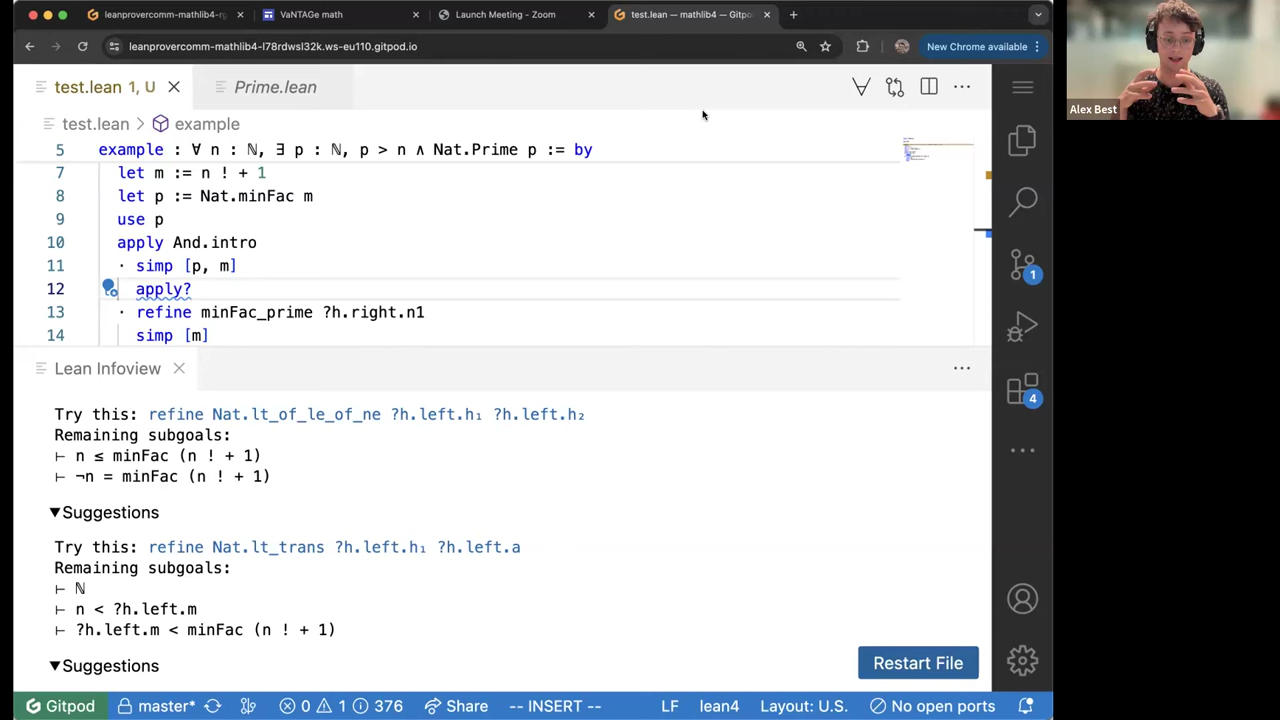 leanprovercomm-mathlib4-rg
VaNTAGe math
Launch Meeting - Zoom
test.lean — mathlib4 — Gitpod
leanprovercomm-mathlib4-l78rdwsl32k.ws-eu110.gitpod.io
New Chrome available
Alex Best
test.lean 1, U
Prime.lean
test.lean > example
5 example : ∀ n : ℕ, ∃ p : ℕ, p > n ∧ Nat.Prime p := by
7 let m := n ! + 1
8 let p := Nat.minFac m
9 use p
10 apply And.intro
11 · simp [p, m]
12 apply?
13 · refine minFac_prime ?h.right.n1
14 simp [m]
1
4
Lean Infoview
Try this: refine Nat.lt_of_le_of_ne ?h.left.h₁ ?h.left.h₂
Remaining subgoals:
⊢ n ≤ minFac (n ! + 1)
⊢ ¬n = minFac (n ! + 1)
▼Suggestions
Try this: refine Nat.lt_trans ?h.left.h₁ ?h.left.a
Remaining subgoals:
⊢ ℕ
⊢ n < ?h.left.m
⊢ ?h.left.m < minFac (n ! + 1)
▼Suggestions
Restart File
Gitpod master* 0 1 376 Share -- INSERT -- LF lean4 Layout: U.S. No open ports